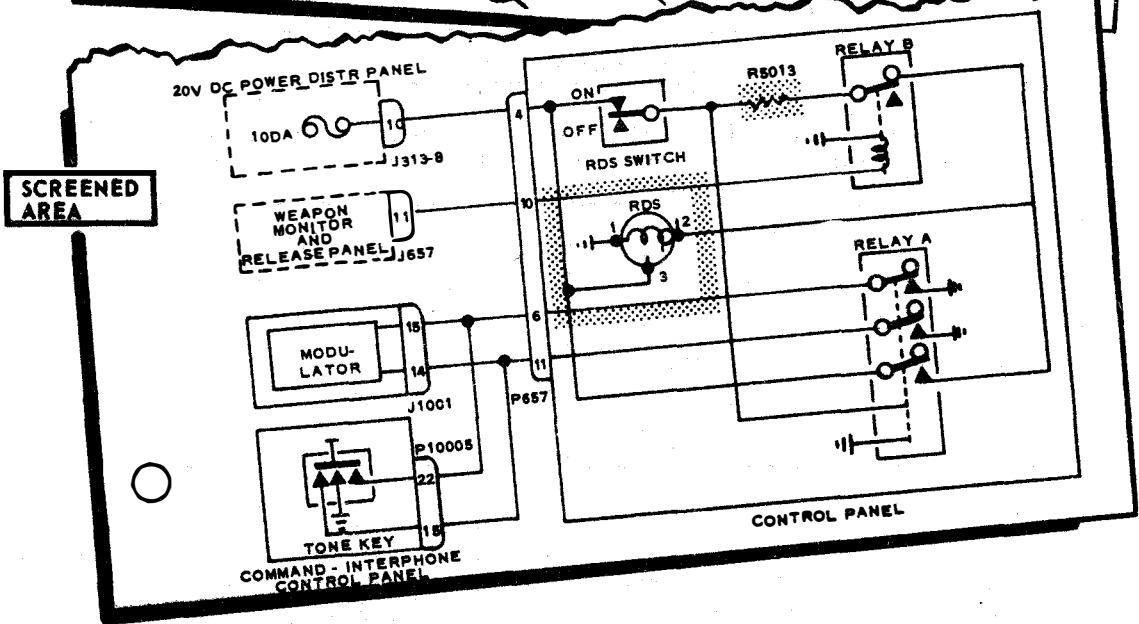 SCREENED
AREA
20V DC POWER DISTR PANEL
10DA
10
J313-8
WEAPON
MONITOR
AND
RELEASE PANEL
11
J657
MODU-
LATOR
15
14
J1001
P10005
22
15
TONE KEY
COMMAND - INTERPHONE
CONTROL PANEL
4
10
6
11
P657
ON
OFF
RDS SWITCH
R5013
RELAY B
RDS
1
2
3
RELAY A
CONTROL PANEL